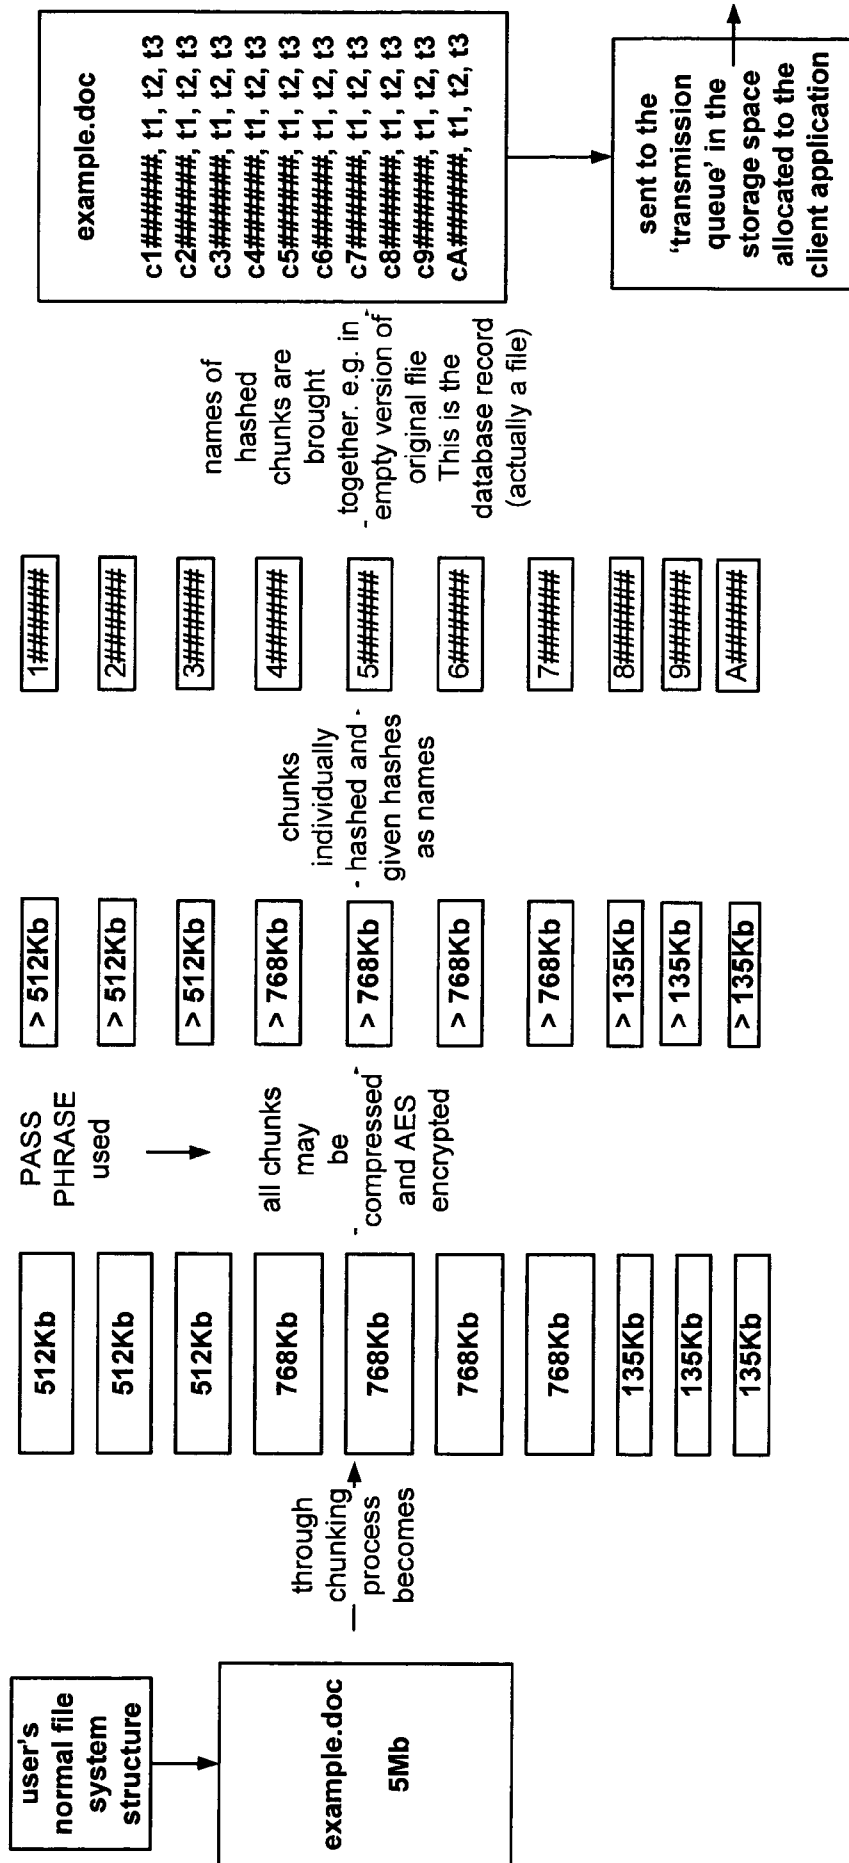 user's
normal file
system
structure
example.doc
5Mb
through
chunking
process
becomes
512Kb
512Kb
512Kb
768Kb
768Kb
768Kb
768Kb
135Kb
135Kb
135Kb
PASS
PHRASE
used
all chunks
may
be
compressed
and AES
encrypted
> 512Kb
> 512Kb
> 512Kb
> 768Kb
> 768Kb
> 768Kb
> 768Kb
> 135Kb
> 135Kb
> 135Kb
chunks
individually
hashed and
given hashes
as names
1######
2######
3######
4######
5######
6######
7######
8######
9######
A######
names of
hashed
chunks are
brought
together. e.g. in
empty version of
original flie
This is the
database record
(actually a file)
example.doc
c1######, t1, t2, t3
c2######, t1, t2, t3
c3######, t1, t2, t3
c4######, t1, t2, t3
c5######, t1, t2, t3
c6######, t1, t2, t3
c7######, t1, t2, t3
c8######, t1, t2, t3
c9######, t1, t2, t3
cA######, t1, t2, t3
sent to the
‘transmission
queue’ in the
storage space
allocated to the
client application